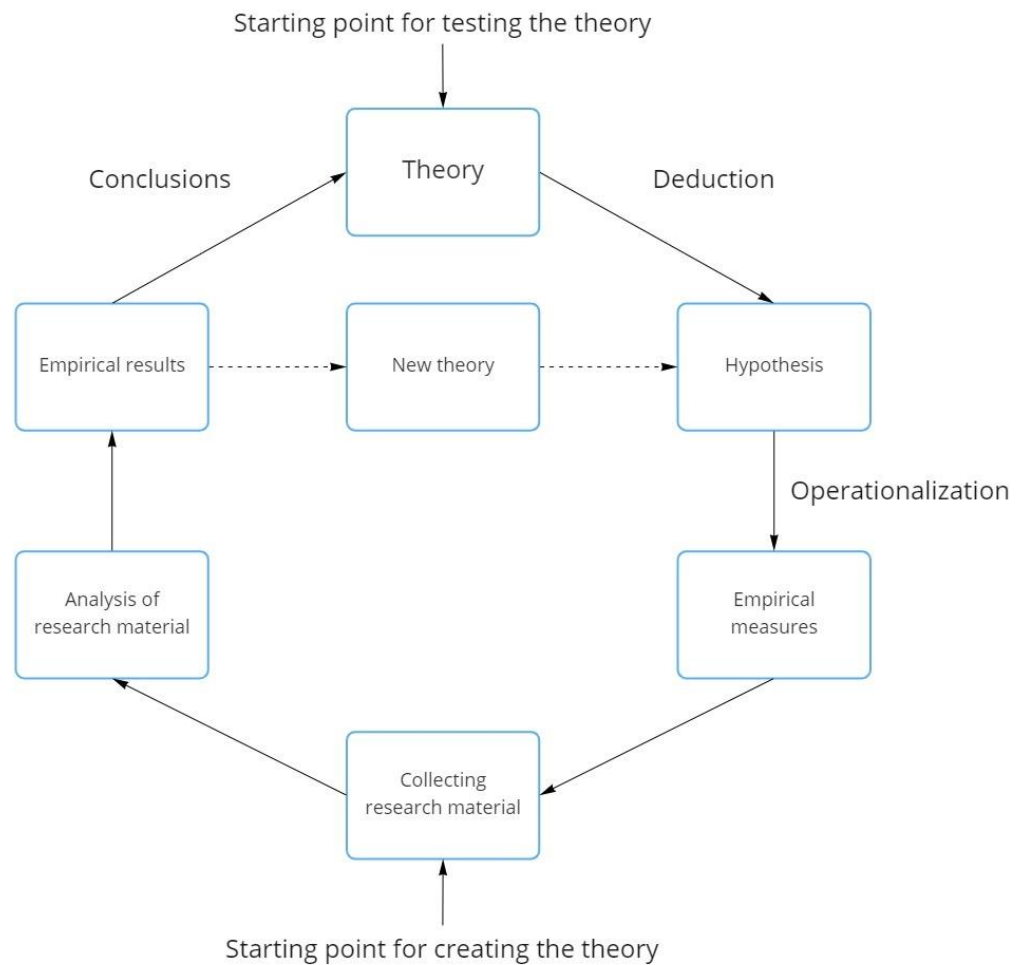 Starting point for testing the theory
Theory
Conclusions
Deduction
Empirical results
New theory
Hypothesis
Operationalization
Analysis of
research material
Empirical
measures
Collecting
research material
Starting point for creating the theory